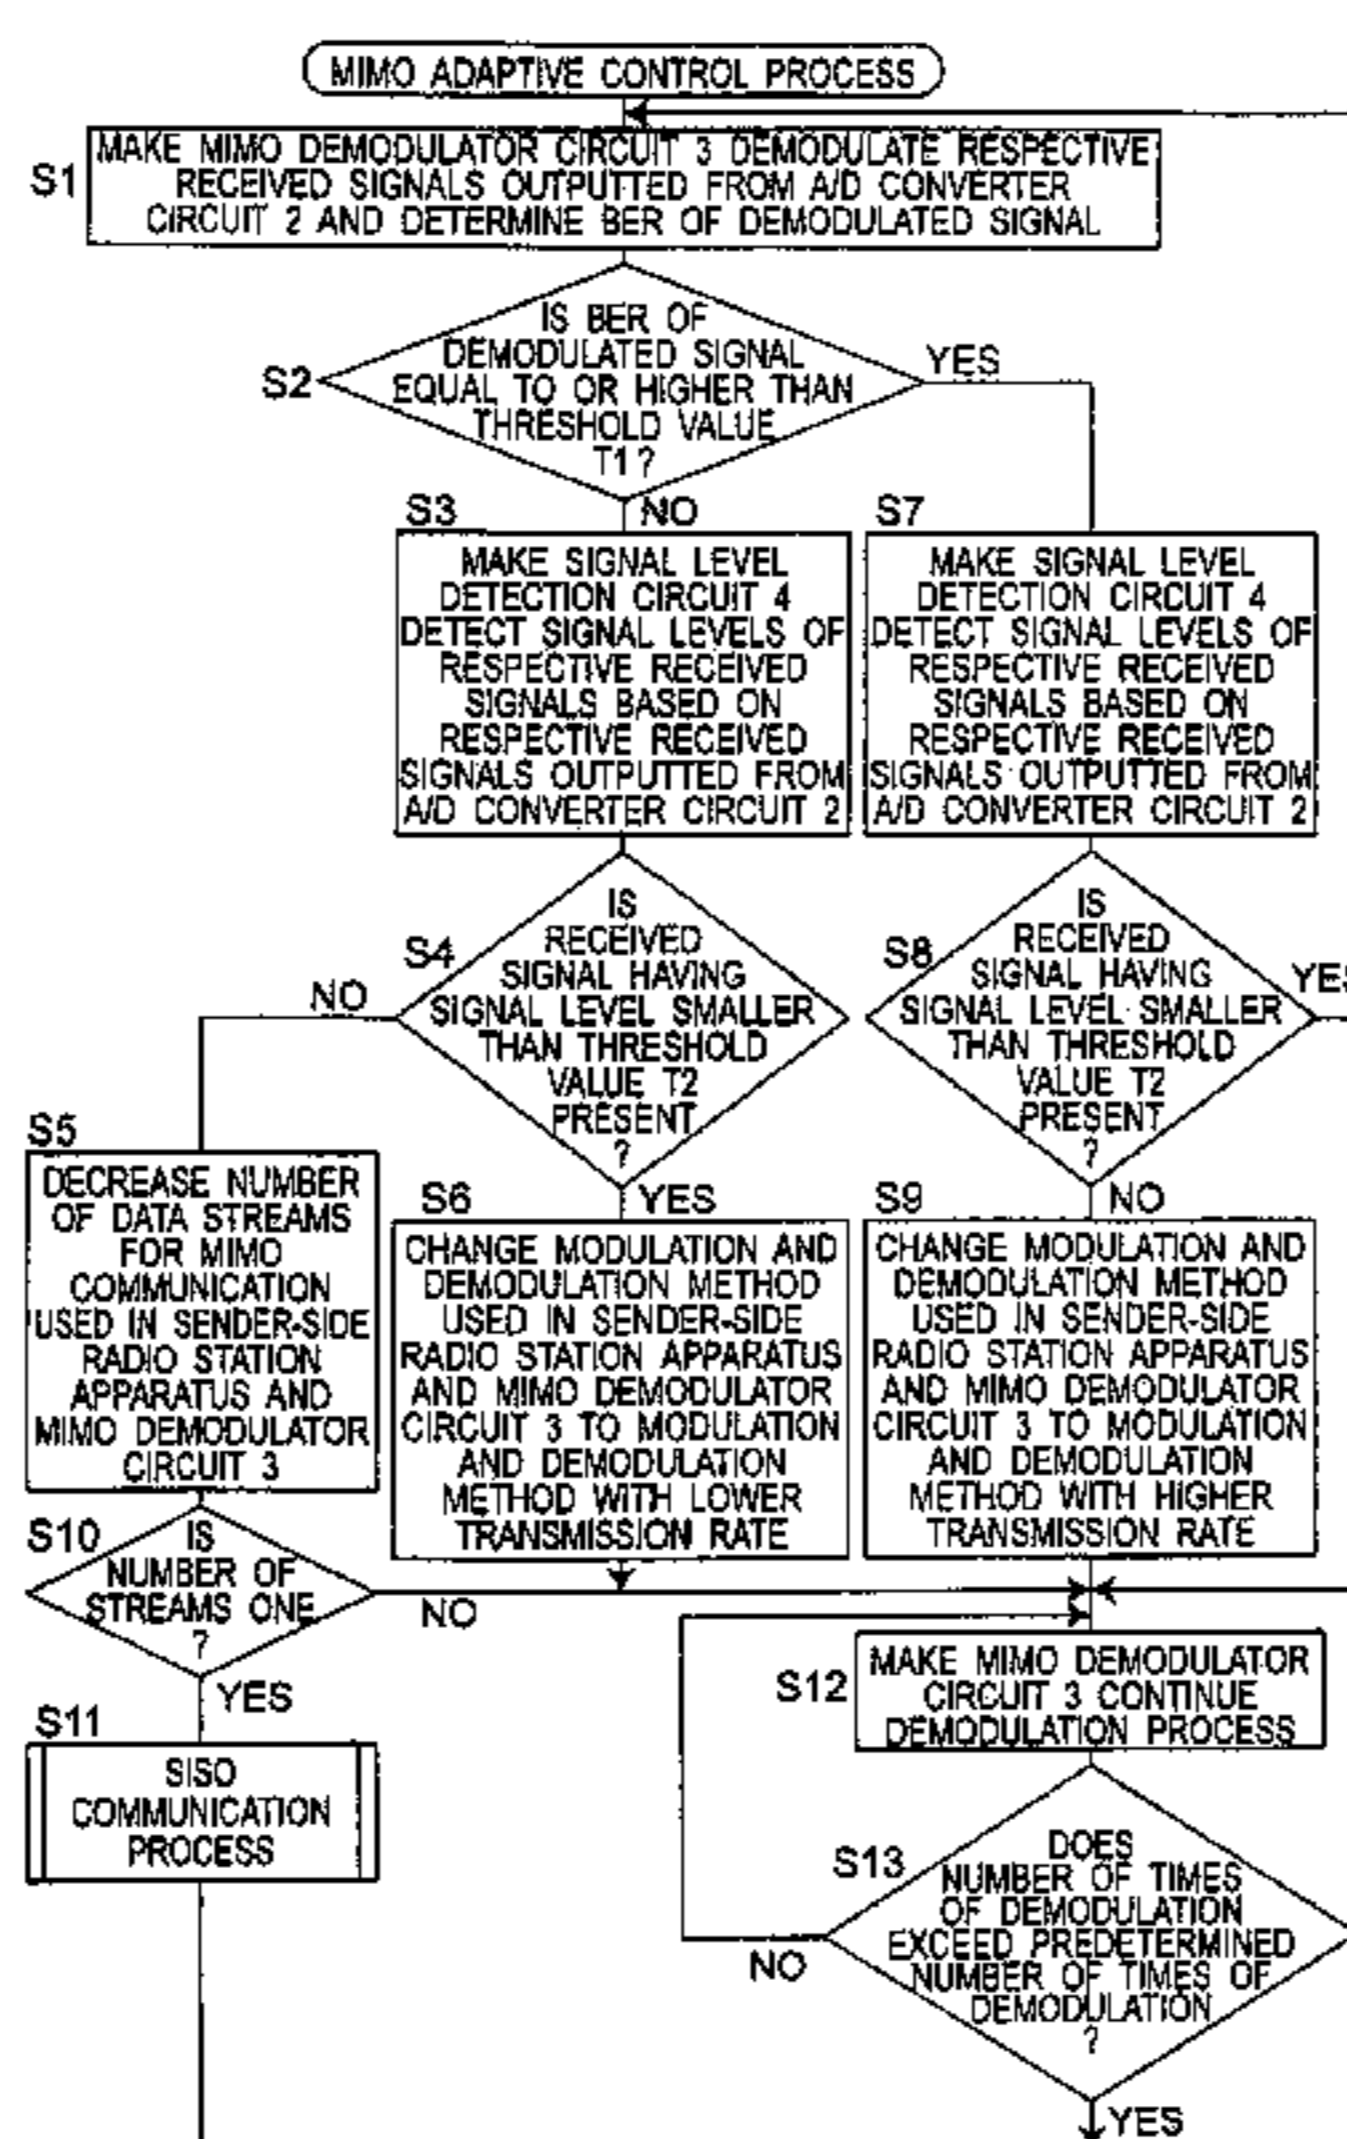 MIMO ADAPTIVE CONTROL PROCESS
S1
MAKE MIMO DEMODULATOR CIRCUIT 3 DEMODULATE RESPECTIVE
RECEIVED SIGNALS OUTPUTTED FROM A/D CONVERTER
CIRCUIT 2 AND DETERMINE BER OF DEMODULATED SIGNAL
S2
IS BER OF
DEMODULATED SIGNAL
EQUAL TO OR HIGHER THAN
THRESHOLD VALUE
T1?
YES
NO
S3
MAKE SIGNAL LEVEL
DETECTION CIRCUIT 4
DETECT SIGNAL LEVELS OF
RESPECTIVE RECEIVED
SIGNALS BASED ON
RESPECTIVE RECEIVED
SIGNALS OUTPUTTED FROM
A/D CONVERTER CIRCUIT 2
S7
MAKE SIGNAL LEVEL
DETECTION CIRCUIT 4
DETECT SIGNAL LEVELS OF
RESPECTIVE RECEIVED
SIGNALS BASED ON
RESPECTIVE RECEIVED
SIGNALS OUTPUTTED FROM
A/D CONVERTER CIRCUIT 2
S4
IS
RECEIVED
SIGNAL HAVING
SIGNAL LEVEL SMALLER
THAN THRESHOLD
VALUE T2
PRESENT
?
NO
YES
S8
IS
RECEIVED
SIGNAL HAVING
SIGNAL LEVEL SMALLER
THAN THRESHOLD
VALUE T2
PRESENT
?
YES
NO
S5
DECREASE NUMBER
OF DATA STREAMS
FOR MIMO
COMMUNICATION
USED IN SENDER-SIDE
RADIO STATION
APPARATUS AND
MIMO DEMODULATOR
CIRCUIT 3
S6
CHANGE MODULATION AND
DEMODULATION METHOD
USED IN SENDER-SIDE
RADIO STATION APPARATUS
AND MIMO DEMODULATOR
CIRCUIT 3 TO MODULATION
AND DEMODULATION
METHOD WITH LOWER
TRANSMISSION RATE
S9
CHANGE MODULATION AND
DEMODULATION METHOD
USED IN SENDER-SIDE
RADIO STATION APPARATUS
AND MIMO DEMODULATOR
CIRCUIT 3 TO MODULATION
AND DEMODULATION
METHOD WITH HIGHER
TRANSMISSION RATE
S10
IS
NUMBER OF
STREAMS ONE
?
NO
YES
S11
SISO
COMMUNICATION
PROCESS
S12
MAKE MIMO DEMODULATOR
CIRCUIT 3 CONTINUE
DEMODULATION PROCESS
S13
DOES
NUMBER OF TIMES
OF DEMODULATION
EXCEED PREDETERMINED
NUMBER OF TIMES OF
DEMODULATION
?
NO
YES